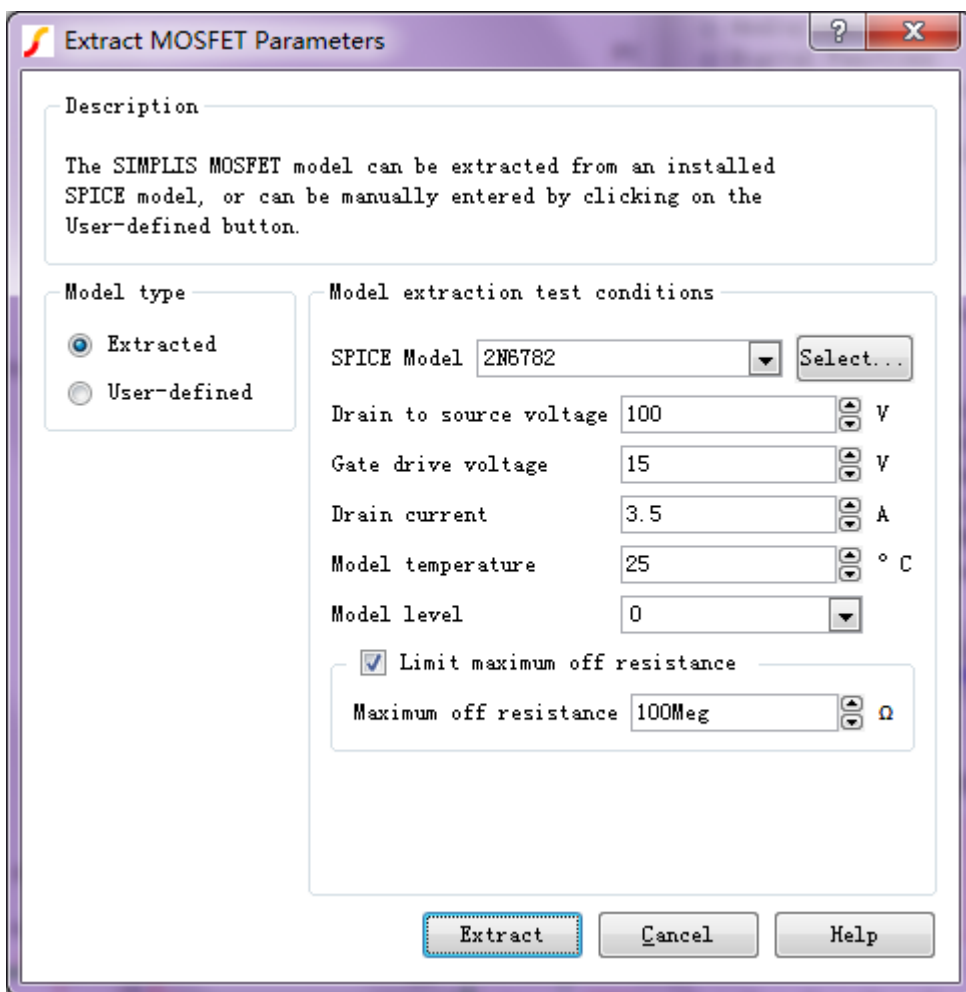 Extract MOSFET Parameters
?
Description
The SIMPLIS MOSFET model can be extracted from an installed
SPICE model, or can be manually entered by clicking on the
User-defined button.
Model type
Extracted
User-defined
Model extraction test conditions
SPICE Model 2N6782 Select...
Drain to source voltage 100 V
Gate drive voltage 15 V
Drain current 3.5 A
Model temperature 25 ° C
Model level 0
Limit maximum off resistance
Maximum off resistance 100Meg Ω
Extract Cancel Help